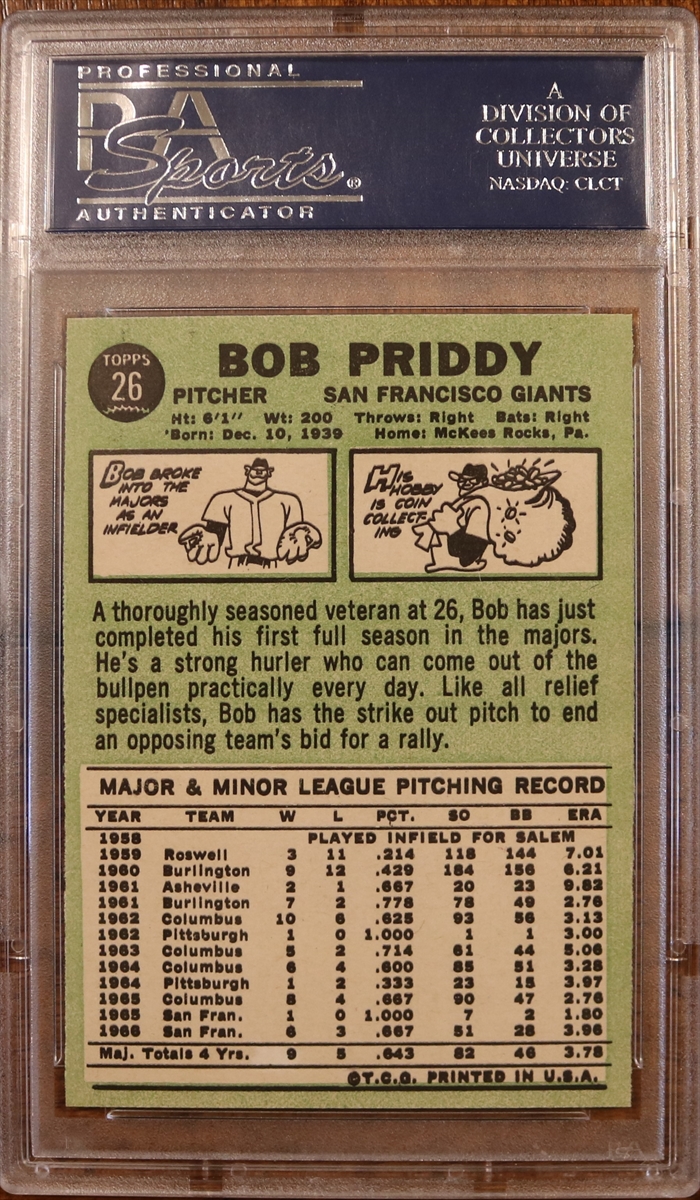 PROFESSIONAL
PSA
Sports®
AUTHENTICATOR
A
DIVISION OF
COLLECTORS
UNIVERSE
NASDAQ: CLCT
TOPPS
26
BOB PRIDDY
PITCHER SAN FRANCISCO GIANTS
Ht: 6'1" Wt: 200 Throws: Right Bats: Right
Born: Dec. 10, 1939 Home: McKees Rocks, Pa.
BOB BROKE
INTO THE
MAJORS
AS AN
INFIELDER
HIS
HOBBY
IS COIN
COLLECT-
ING
A thoroughly seasoned veteran at 26, Bob has just
completed his first full season in the majors.
He's a strong hurler who can come out of the
bullpen practically every day. Like all relief
specialists, Bob has the strike out pitch to end
an opposing team's bid for a rally.
MAJOR & MINOR LEAGUE PITCHING RECORD
YEAR TEAM W L PCT. SO BB ERA
1958 PLAYED INFIELD FOR SALEM
1959 Roswell 3 11 .214 118 144 7.01
1960 Burlington 9 12 .429 184 156 6.21
1961 Asheville 2 1 .667 20 23 9.82
1961 Burlington 7 2 .778 78 49 2.76
1962 Columbus 10 6 .625 93 56 3.13
1962 Pittsburgh 1 0 1.000 1 1 3.00
1963 Columbus 5 2 .714 61 44 5.06
1964 Columbus 6 4 .600 85 51 3.28
1964 Pittsburgh 1 2 .333 23 15 3.97
1965 Columbus 8 4 .667 90 47 2.76
1965 San Fran. 1 0 1.000 7 2 1.80
1966 San Fran. 6 3 .667 51 28 3.96
Maj. Totals 4 Yrs. 9 5 .643 82 46 3.78
©T.C.G. PRINTED IN U.S.A.